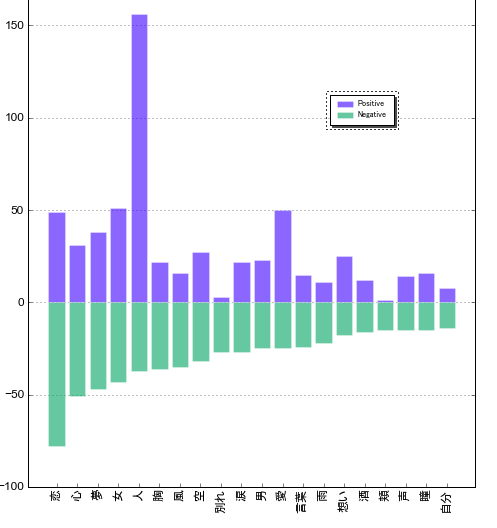 150
100
50
0
−50
−100
Positive
Negative
恋
心
夢
女
人
胸
風
空
別れ
涙
男
愛
言葉
雨
想い
酒
頬
声
瞳
自分